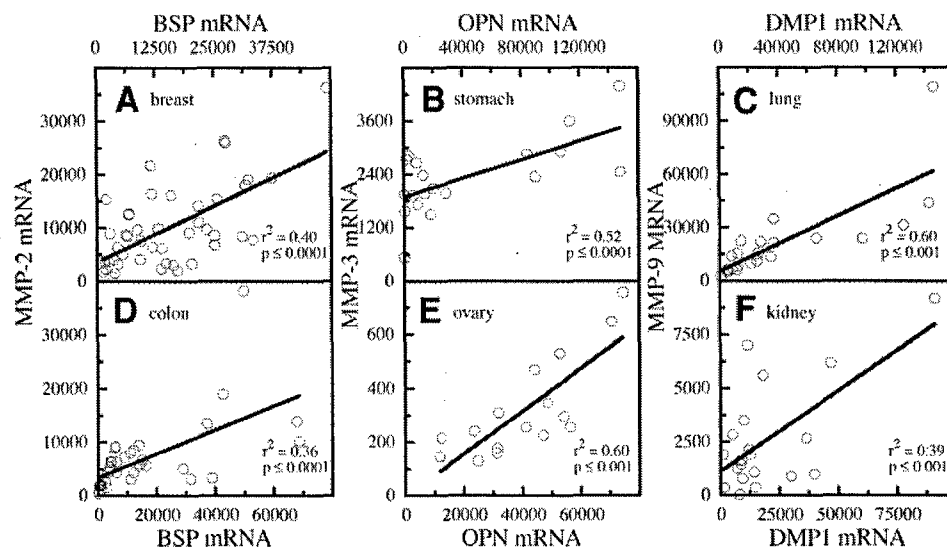 BSP mRNA
OPN mRNA
DMP1 mRNA
0 12500 25000 37500
0 40000 80000 120000
0 40000 80000 120000
MMP-2 mRNA
30000
20000
10000
0
A breast
r² = 0.40
p ≤ 0.0001
MMP-3 mRNA
3600
2400
1200
0
B stomach
r² = 0.52
p ≤ 0.0001
MMP-9 MRNA
90000
60000
30000
0
C lung
r² = 0.60
p ≤ 0.001
30000
20000
10000
0
D colon
r² = 0.36
p ≤ 0.0001
600
400
200
0
E ovary
r² = 0.60
p ≤ 0.001
7500
5000
2500
0
F kidney
r² = 0.39
p ≤ 0.001
0 20000 40000 60000
0 20000 40000 60000
0 25000 50000 75000
BSP mRNA
OPN mRNA
DMP1 mRNA